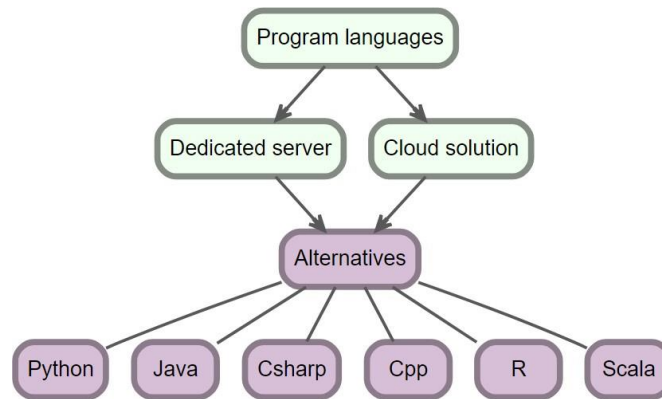 Program languages
Dedicated server
Cloud solution
Alternatives
Python
Java
Csharp
Cpp
R
Scala